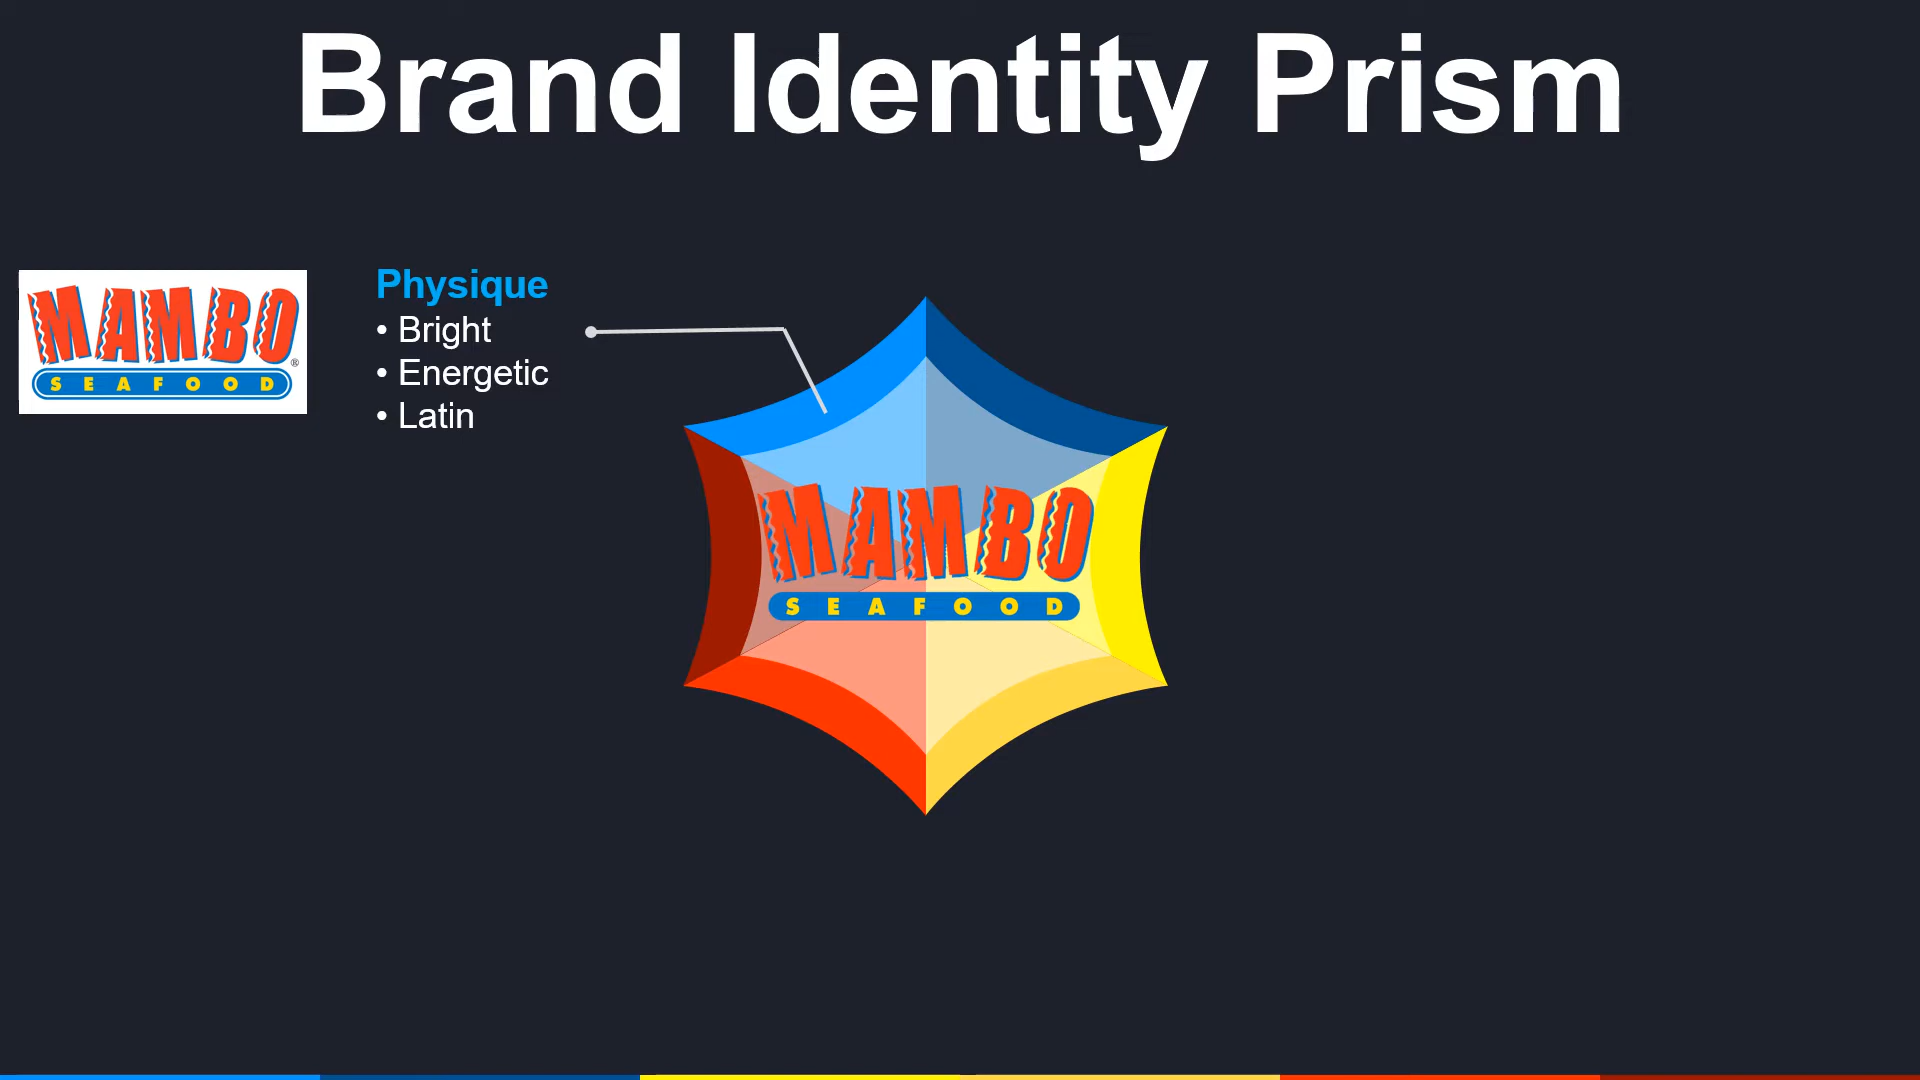 Brand Identity Prism
MAMBO®
SEAFOOD
Physique
• Bright
• Energetic
• Latin
MAMBO
SEAFOOD